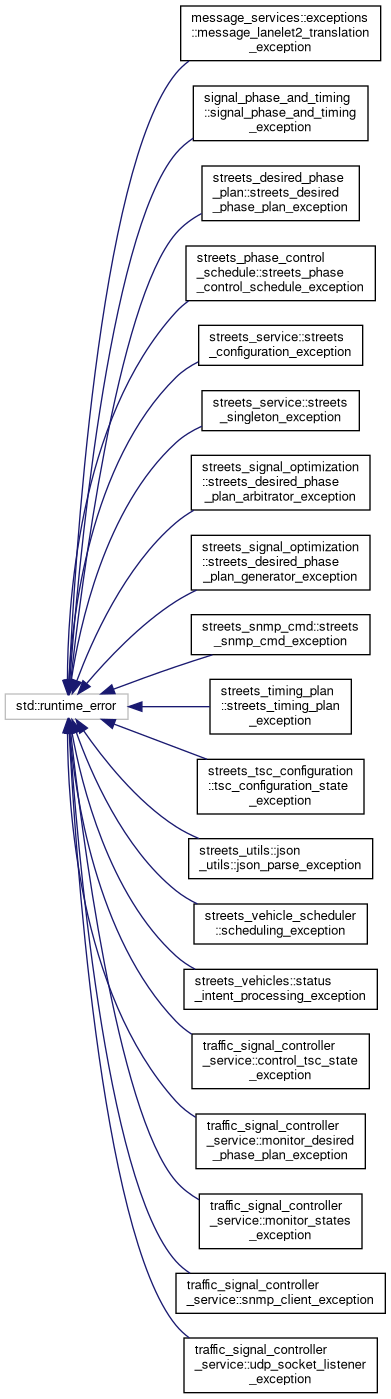 message_services::exceptions
::message_lanelet2_translation
_exception
signal_phase_and_timing
::signal_phase_and_timing
_exception
streets_desired_phase
_plan::streets_desired
_phase_plan_exception
streets_phase_control
_schedule::streets_phase
_control_schedule_exception
streets_service::streets
_configuration_exception
streets_service::streets
_singleton_exception
streets_signal_optimization
::streets_desired_phase
_plan_arbitrator_exception
streets_signal_optimization
::streets_desired_phase
_plan_generator_exception
streets_snmp_cmd::streets
_snmp_cmd_exception
std::runtime_error
streets_timing_plan
::streets_timing_plan
_exception
streets_tsc_configuration
::tsc_configuration_state
_exception
streets_utils::json
_utils::json_parse_exception
streets_vehicle_scheduler
::scheduling_exception
streets_vehicles::status
_intent_processing_exception
traffic_signal_controller
_service::control_tsc_state
_exception
traffic_signal_controller
_service::monitor_desired
_phase_plan_exception
traffic_signal_controller
_service::monitor_states
_exception
traffic_signal_controller
_service::snmp_client_exception
traffic_signal_controller
_service::udp_socket_listener
_exception